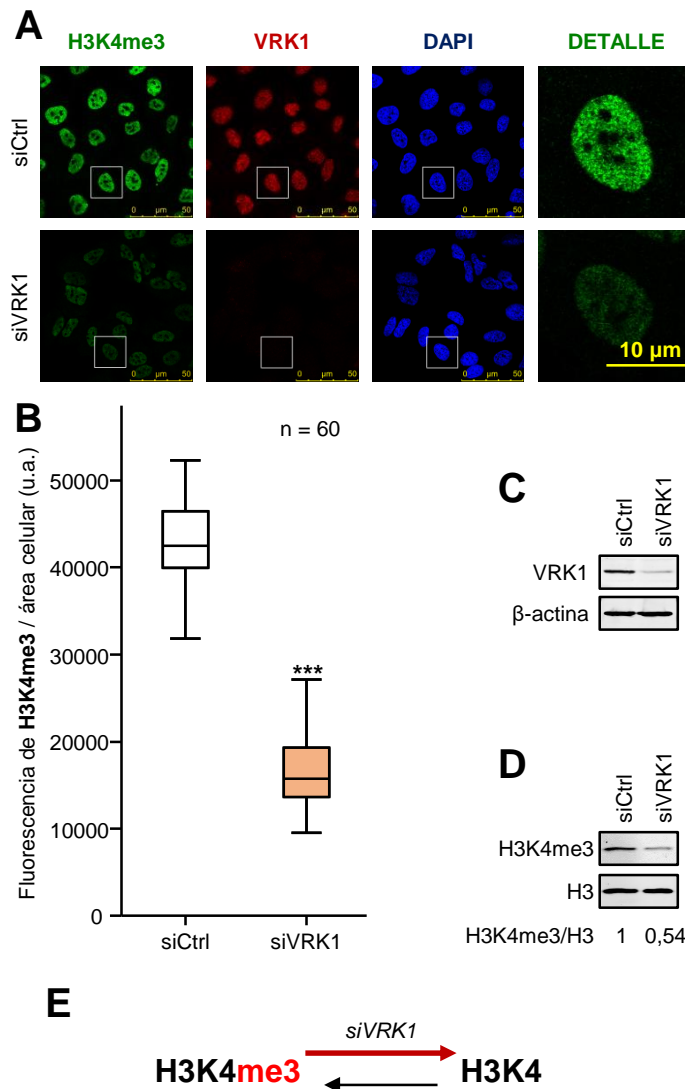 A
H3K4me3 VRK1 DAPI DETALLE
siCtrl
0 µm 50 0 µm 50 0 µm 50
siVRK1
0 µm 50 0 µm 50 0 µm 50
10 µm
B
n = 60
Fluorescencia de H3K4me3 / área celular (u.a.)
50000
40000
30000
20000
10000
0
***
siCtrl siVRK1
C
siCtrl siVRK1
VRK1
β-actina
D
siCtrl siVRK1
H3K4me3
H3
H3K4me3/H3 1 0,54
E
siVRK1
H3K4me3 H3K4